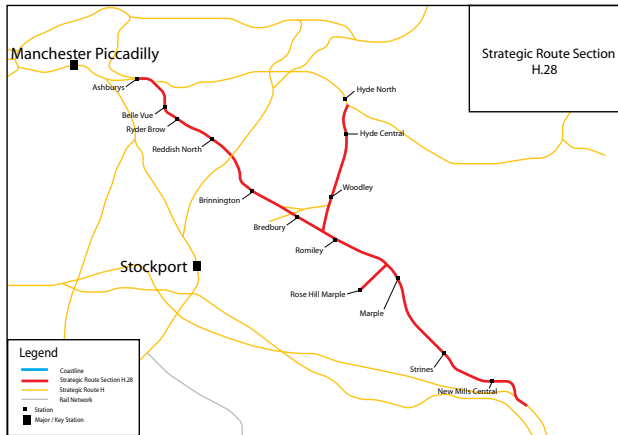 Strategic Route Section
H.28
Manchester Piccadilly
Ashburys
Hyde North
Belle Vue
Ryder Brow
Hyde Central
Reddish North
Woodley
Brinnington
Bredbury
Romiley
Stockport
Rose Hill Marple
Marple
Strines
New Mills Central
Legend
Coastline
Strategic Route Section H.28
Strategic Route H
Rail Network
Station
Major / Key Station